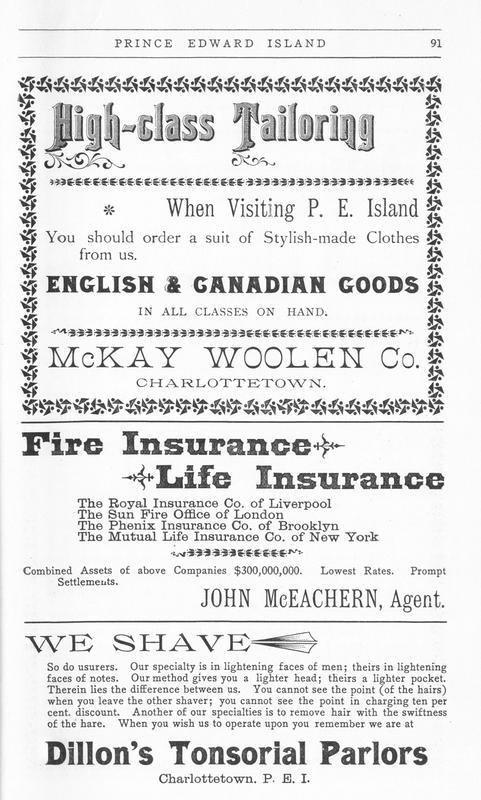 PRINCE EDWARD ISLAND 91
High-class Tailoring
When Visiting P. E. Island
You should order a suit of Stylish-made Clothes
from us.
ENGLISH & CANADIAN GOODS
IN ALL CLASSES ON HAND.
McKAY WOOLEN Co.
CHARLOTTETOWN.
Fire Insurance
Life Insurance
The Royal Insurance Co. of Liverpool
The Sun Fire Office of London
The Phenix Insurance Co. of Brooklyn
The Mutual Life Insurance Co. of New York
Combined Assets of above Companies $300,000,000. Lowest Rates. Prompt
Settlements.
JOHN McEACHERN, Agent.
WE SHAVE
So do usurers. Our specialty is in lightening faces of men; theirs in lightening
faces of notes. Our method gives you a lighter head; theirs a lighter pocket.
Therein lies the difference between us. You cannot see the point (of the hairs)
when you leave the other shaver; you cannot see the point in charging ten per
cent. discount. Another of our specialties is to remove hair with the swiftness
of the hare. When you wish us to operate upon you remember we are at
Dillon's Tonsorial Parlors
Charlottetown. P. E. I.